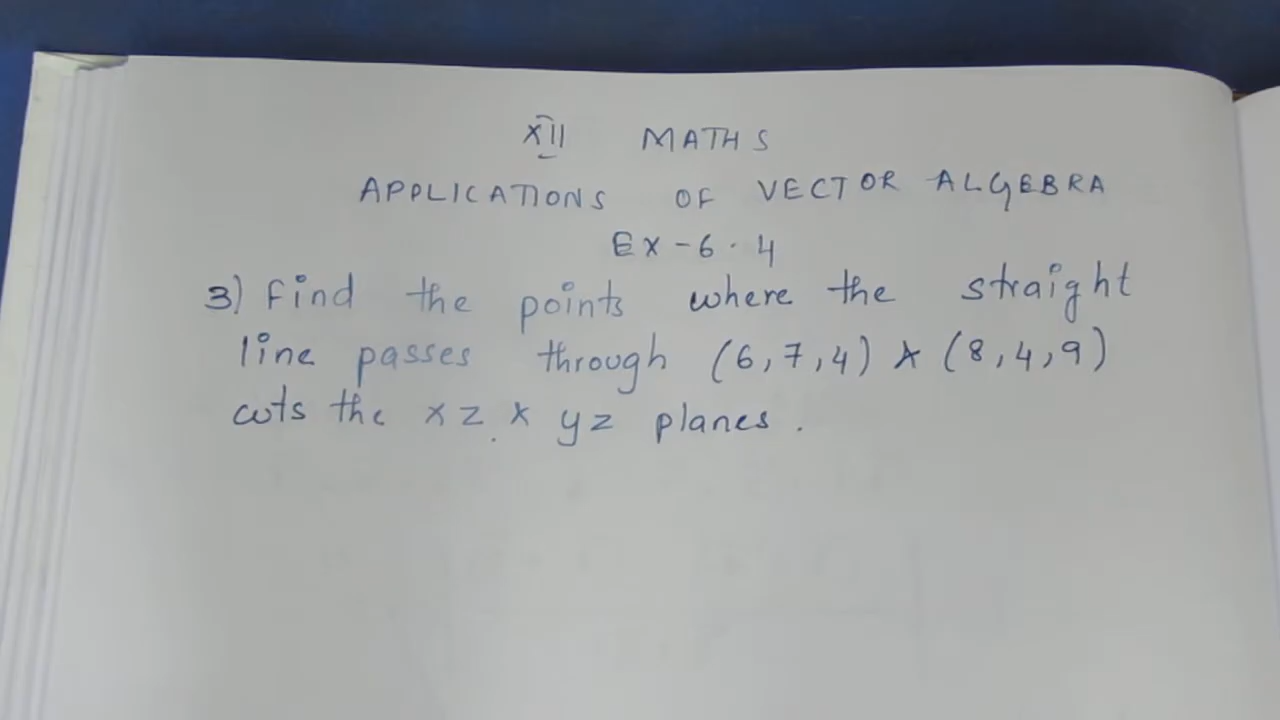 XII MATHS
APPLICATIONS OF VECTOR ALGEBRA
EX - 6.4
3) Find the points where the straight
line passes through (6,7,4) & (8,4,9)
cuts the xz & yz planes.